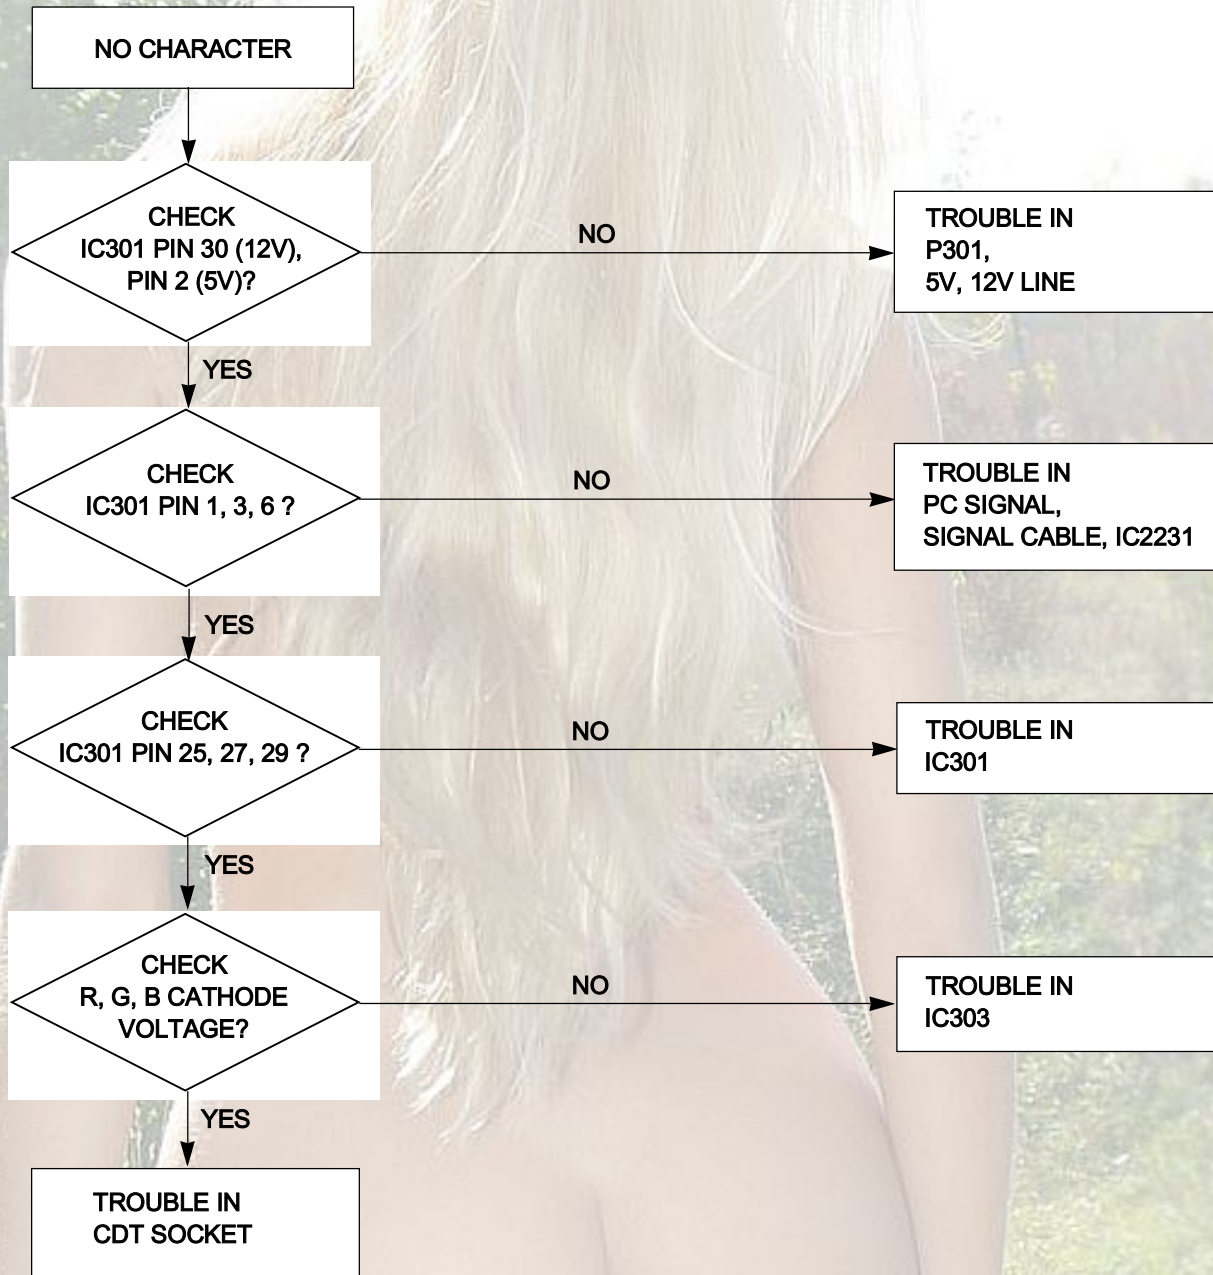 NO CHARACTER
CHECK
IC301 PIN 30 (12V),
PIN 2 (5V)?
NO
TROUBLE IN
P301,
5V, 12V LINE
YES
CHECK
IC301 PIN 1, 3, 6 ?
NO
TROUBLE IN
PC SIGNAL,
SIGNAL CABLE, IC2231
YES
CHECK
IC301 PIN 25, 27, 29 ?
NO
TROUBLE IN
IC301
YES
CHECK
R, G, B CATHODE
VOLTAGE?
NO
TROUBLE IN
IC303
YES
TROUBLE IN
CDT SOCKET